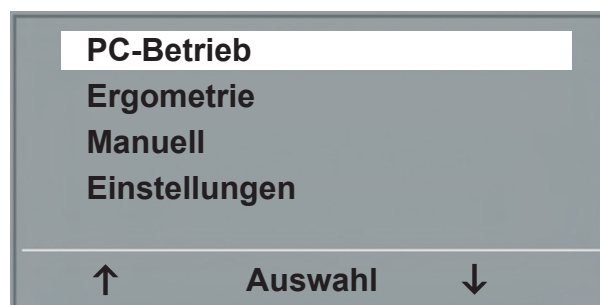 PC-Betrieb
Ergometrie
Manuell
Einstellungen
↑ Auswahl ↓